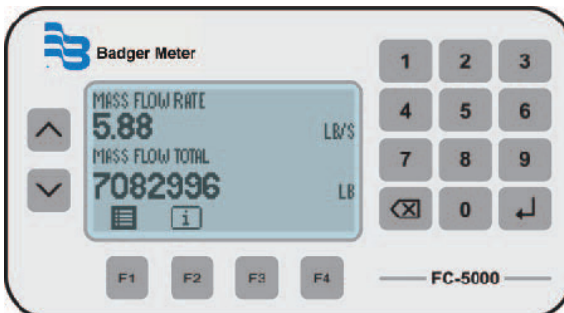 Badger Meter
MASS FLOW RATE
5.88 LB/S
MASS FLOW TOTAL
7082996 LB
i
1 2 3
4 5 6
7 8 9
0
F1 F2 F3 F4
FC-5000